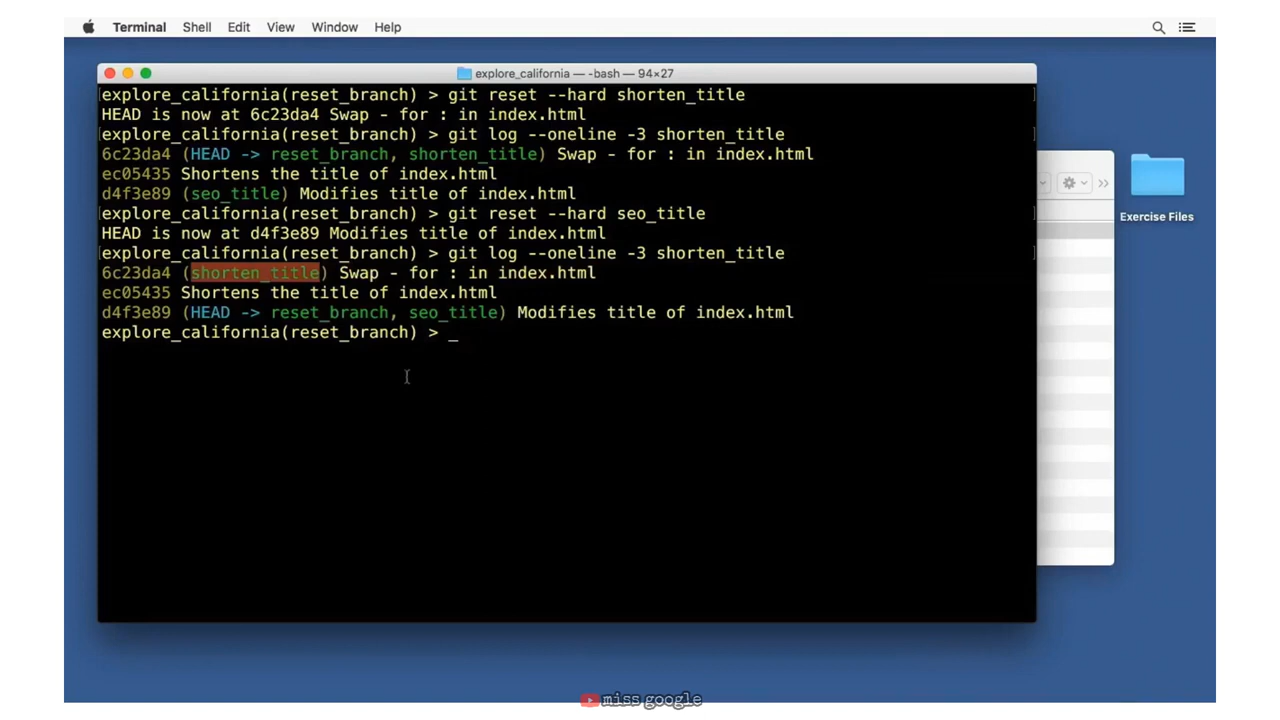 Terminal Shell Edit View Window Help
explore_california — -bash — 94×27
explore_california(reset_branch) > git reset --hard shorten_title
HEAD is now at 6c23da4 Swap - for : in index.html
explore_california(reset_branch) > git log --oneline -3 shorten_title
6c23da4 (HEAD -> reset_branch, shorten_title) Swap - for : in index.html
ec05435 Shortens the title of index.html
d4f3e89 (seo_title) Modifies title of index.html
explore_california(reset_branch) > git reset --hard seo_title
HEAD is now at d4f3e89 Modifies title of index.html
explore_california(reset_branch) > git log --oneline -3 shorten_title
6c23da4 (shorten_title) Swap - for : in index.html
ec05435 Shortens the title of index.html
d4f3e89 (HEAD -> reset_branch, seo_title) Modifies title of index.html
explore_california(reset_branch) > _
Exercise Files
miss google